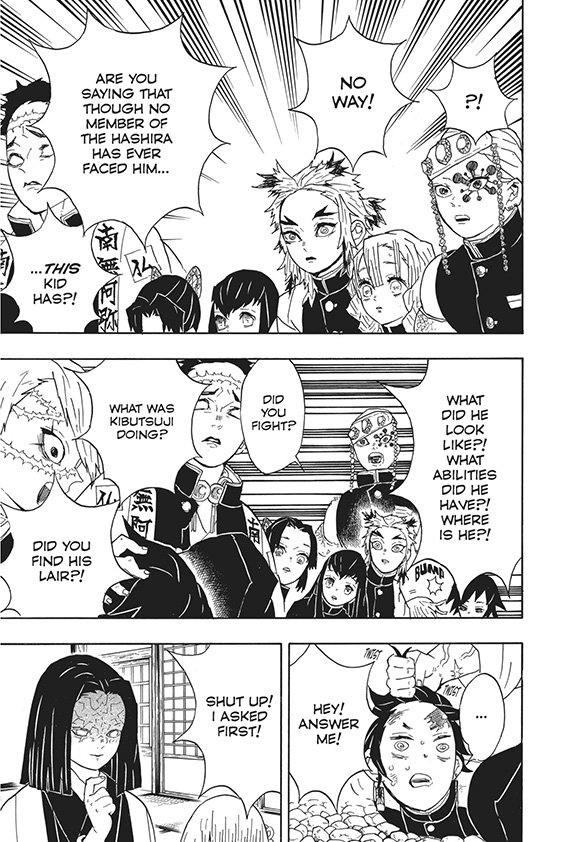 ?!
NO
WAY!
ARE YOU
SAYING THAT
THOUGH NO
MEMBER OF
THE HASHIRA
HAS EVER
FACED HIM...
...THIS
KID
HAS?!
南無阿弥
仏
WHAT
DID HE
LOOK
LIKE?!
WHAT
ABILITIES
DID HE
HAVE?!
WHERE
IS HE?!
DID
YOU
FIGHT?
WHAT WAS
KIBUTSUJI
DOING?
DID YOU
FIND HIS
LAIR?!
無阿
南
BUMP
TWIST
TWIST
...
HEY!
ANSWER
ME!
SHUT UP!
I ASKED
FIRST!